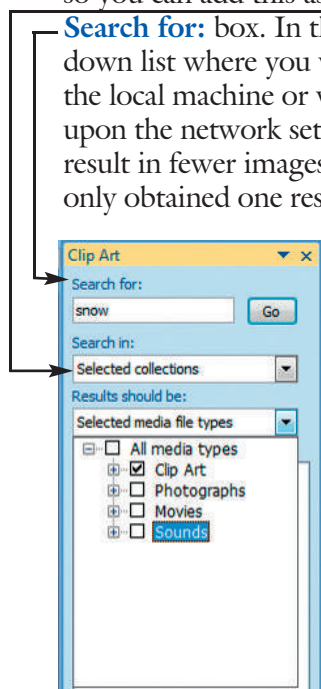 so you can add this as
Search for: box. In th
down list where you w
the local machine or v
upon the network set
result in fewer images
only obtained one res
Clip Art
Search for:
snow
Go
Search in:
Selected collections
Results should be:
Selected media file types
All media types
Clip Art
Photographs
Movies
Sounds